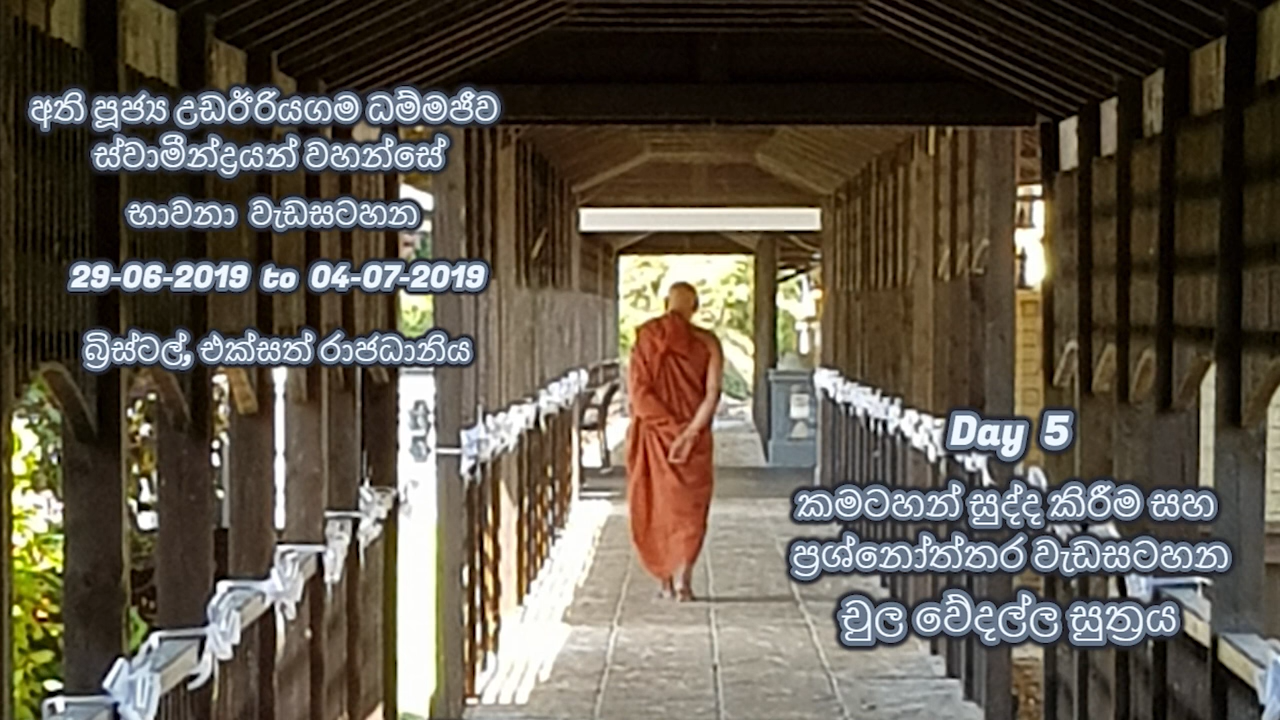 අති පූජ්‍ය උඩඊරියගම ධම්මජීව
ස්වාමීන්ද්‍රයන් වහන්සේ
භාවනා වැඩසටහන
29-06-2019 to 04-07-2019
බ්‍රිස්ටල්, එක්සත් රාජධානිය
Day 5
කමටහන් සුද්ද කිරීම සහ
ප්‍රශ්නෝත්තර වැඩසටහන
චුල වේදල්ල සුත්‍රය